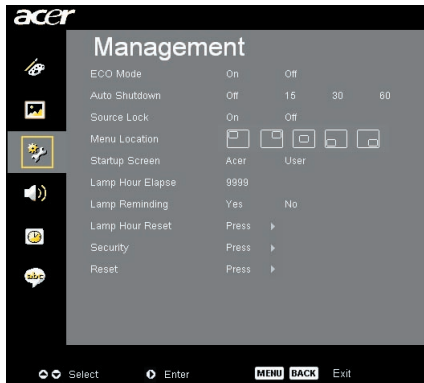 acer
Management
ECO Mode On Off
Auto Shutdown Off 15 30 60
Source Lock On Off
Menu Location
Startup Screen Acer User
Lamp Hour Elapse 9999
Lamp Reminding Yes No
Lamp Hour Reset Press
Security Press
abc
Reset Press
Select Enter MENU BACK Exit